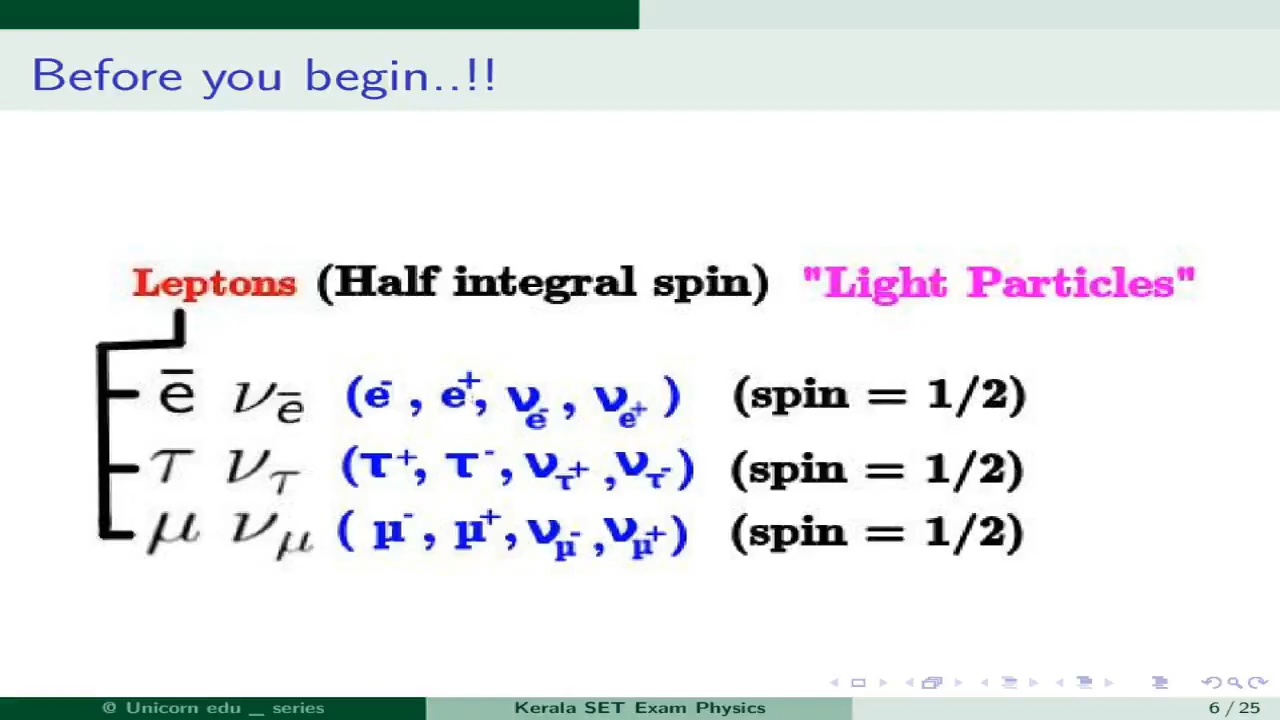 Before you begin..!!
Leptons (Half integral spin) "Light Particles"
e̅ ν_e̅ (e⁻, e⁺, ν_e⁻, ν_e⁺) (spin = 1/2)
τ ν_τ (τ⁺, τ⁻, ν_τ⁺, ν_τ⁻) (spin = 1/2)
μ ν_μ (μ⁻, μ⁺, ν_μ⁻, ν_μ⁺) (spin = 1/2)
© Unicorn edu _ series Kerala SET Exam Physics 6 / 25